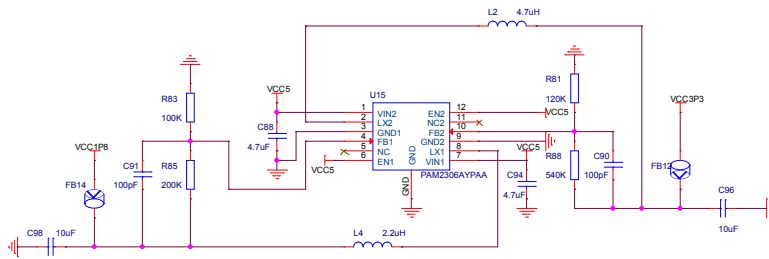 L2 4.7uH
VCC5
U15
R81
120K
VCC3P3
R83
100K
1 VIN2 EN2 12
VCC5
2 LX2 NC2 11
C88
4.7uF
3 GND1 FB2 10
4 FB1 GND2 9
VCC5
5 NC GND LX1 8
6 EN1 VIN1 7
VCC5
PAM2306AYPAA
GND
VCC1P8
C91
100pF
R85
200K
FB14
C94
4.7uF
R88
540K
C90
100pF
FB12
C96
10uF
C98 10uF
L4 2.2uH